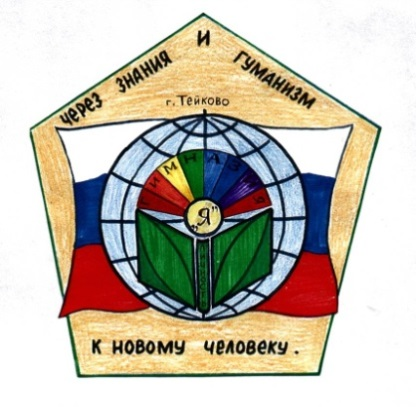 ЧЕРЕЗ ЗНАНИЯ И ГУМАНИЗМ
г. Тейково
ГИМНАЗИЯ
„Я"
К НОВОМУ ЧЕЛОВЕКУ.